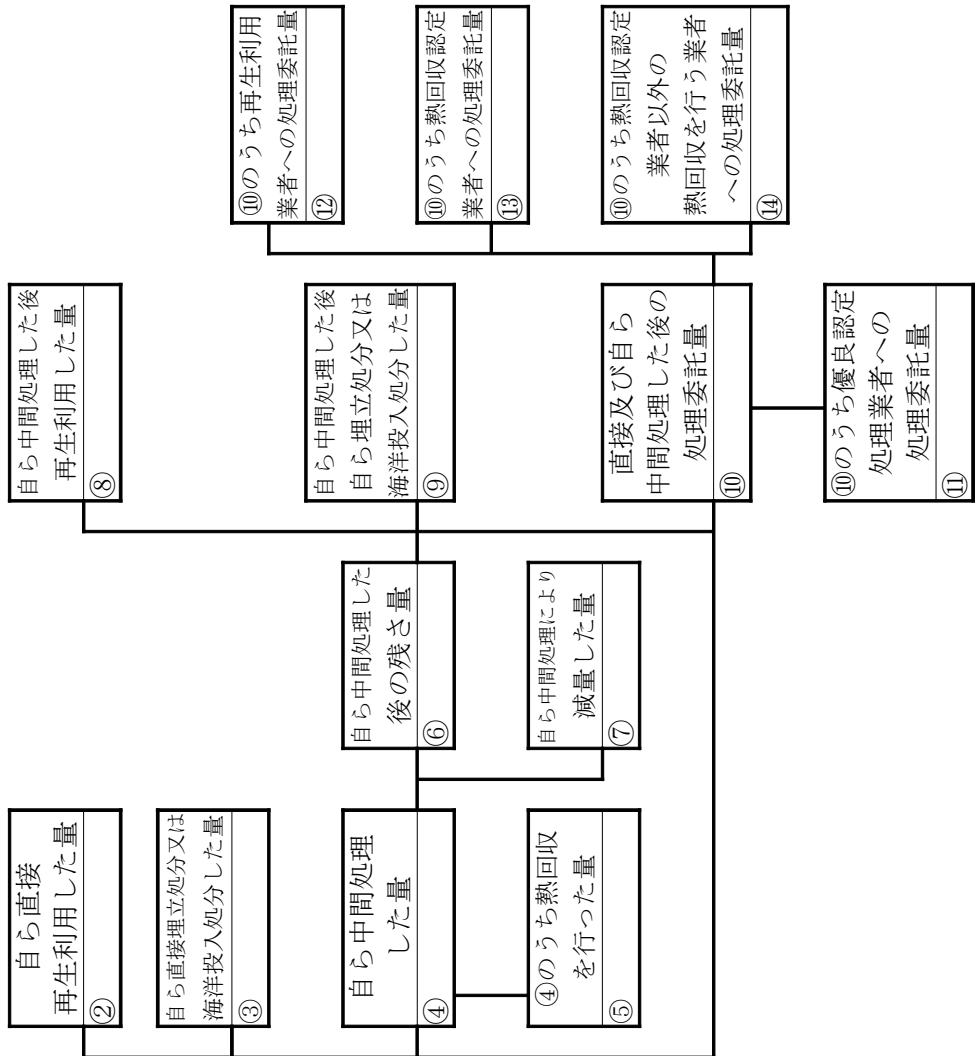 自ら直接
再生利用した量
②
自ら直接埋立処分又は
海洋投入処分した量
③
自ら中間処理
した量
④
④のうち熱回収
を行った量
⑤
自ら中間処理した
後の残さ量
⑥
自ら中間処理により
減量した量
⑦
自ら中間処理した後
再生利用した量
⑧
自ら中間処理した後
自ら埋立処分又は
海洋投入処分した量
⑨
直接及び自ら
中間処理した後の
処理委託量
⑩
⑩のうち優良認定
処理業者への
処理委託量
⑪
⑩のうち再生利用
業者への処理委託量
⑫
⑩のうち熱回収認定
業者への処理委託量
⑬
⑩のうち熱回収認定
業者以外の
熱回収を行う業者
への処理委託量
⑭